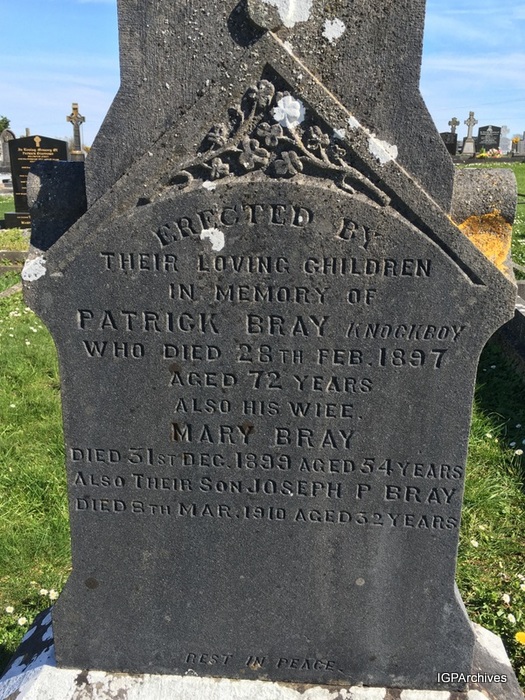 ERECTED BY
THEIR LOVING CHILDREN
IN MEMORY OF
PATRICK BRAY KNOCKBOY
WHO DIED 28TH FEB. 1897
AGED 72 YEARS
ALSO HIS WIEE.
MARY BRAY
DIED 31ST DEC. 1899 AGED 54 YEARS
ALSO THEIR SON JOSEPH P BRAY
DIED 8TH MAR. 1910 AGED 32 YEARS
REST IN PEACE.
IGPArchives